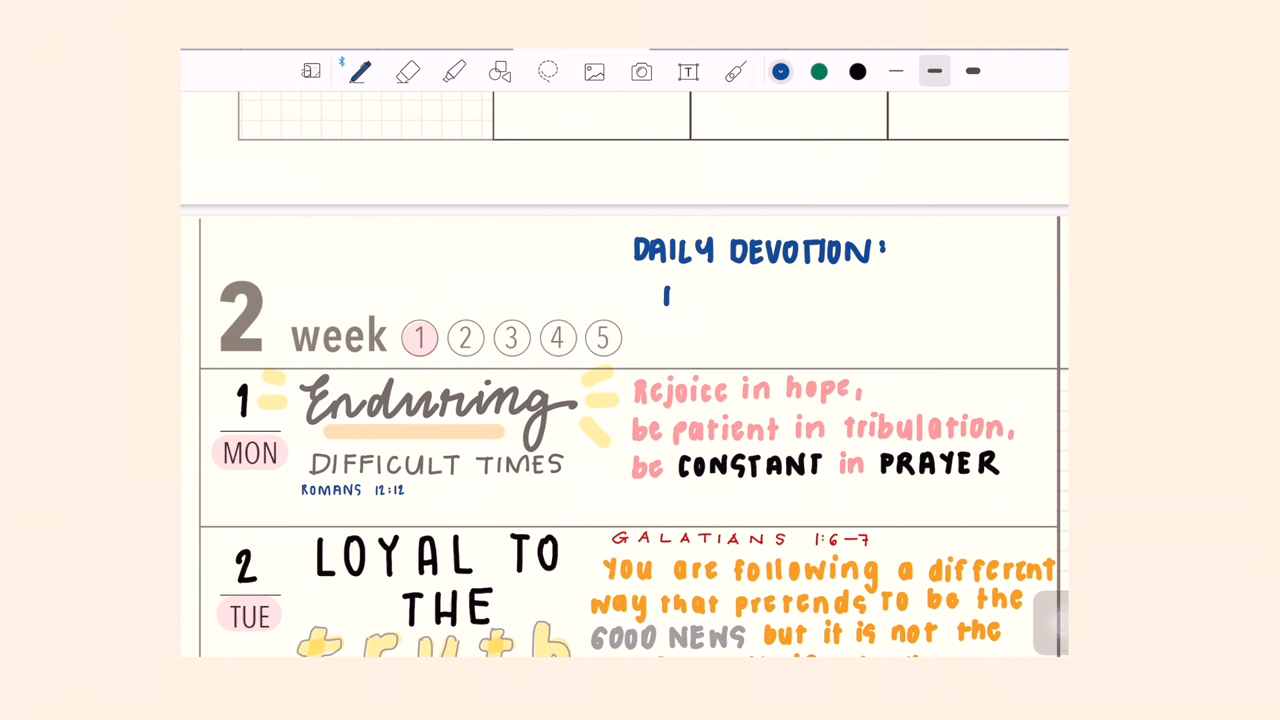 DAILY DEVOTION:
I
2 week 1 2 3 4 5
1
MON
Enduring
DIFFICULT TIMES
ROMANS 12:12
Rejoice in hope,
be patient in tribulation,
be CONSTANT in PRAYER
2
TUE
LOYAL TO
THE
truth
GALATIANS 1:6-7
You are following a different
way that pretends to be the
GOOD NEWS but it is not the